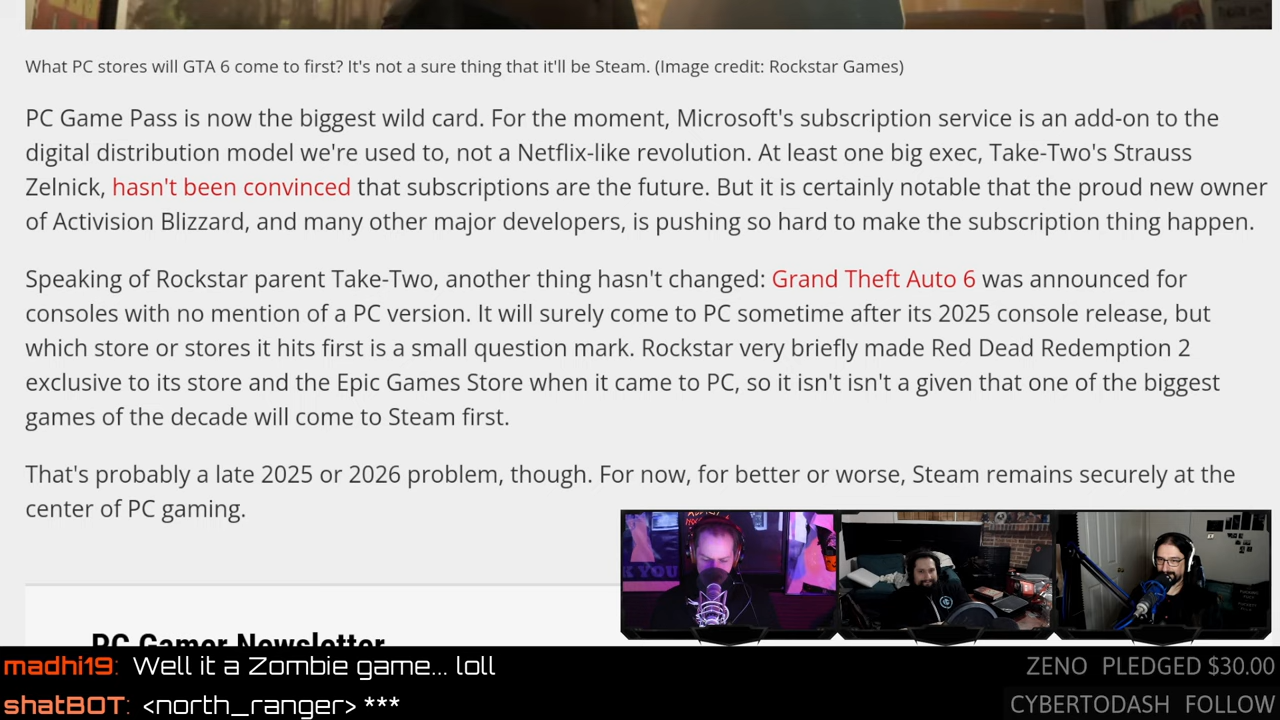 What PC stores will GTA 6 come to first? It's not a sure thing that it'll be Steam. (Image credit: Rockstar Games)
PC Game Pass is now the biggest wild card. For the moment, Microsoft's subscription service is an add-on to the
digital distribution model we're used to, not a Netflix-like revolution. At least one big exec, Take-Two's Strauss
Zelnick, hasn't been convinced that subscriptions are the future. But it is certainly notable that the proud new owner
of Activision Blizzard, and many other major developers, is pushing so hard to make the subscription thing happen.
Speaking of Rockstar parent Take-Two, another thing hasn't changed: Grand Theft Auto 6 was announced for
consoles with no mention of a PC version. It will surely come to PC sometime after its 2025 console release, but
which store or stores it hits first is a small question mark. Rockstar very briefly made Red Dead Redemption 2
exclusive to its store and the Epic Games Store when it came to PC, so it isn't isn't a given that one of the biggest
games of the decade will come to Steam first.
That's probably a late 2025 or 2026 problem, though. For now, for better or worse, Steam remains securely at the
center of PC gaming.
PC Gamer Newsletter
madhi19: Well it a Zombie game... loll
shatBOT: <north_ranger> ***
ZENO PLEDGED $30.00
CYBERTODASH FOLLOW